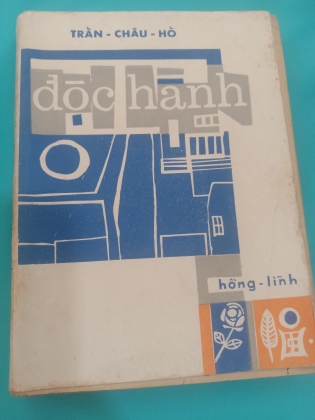 TRẦN - CHÂU - HỒ
độc hành
hồng - lĩnh